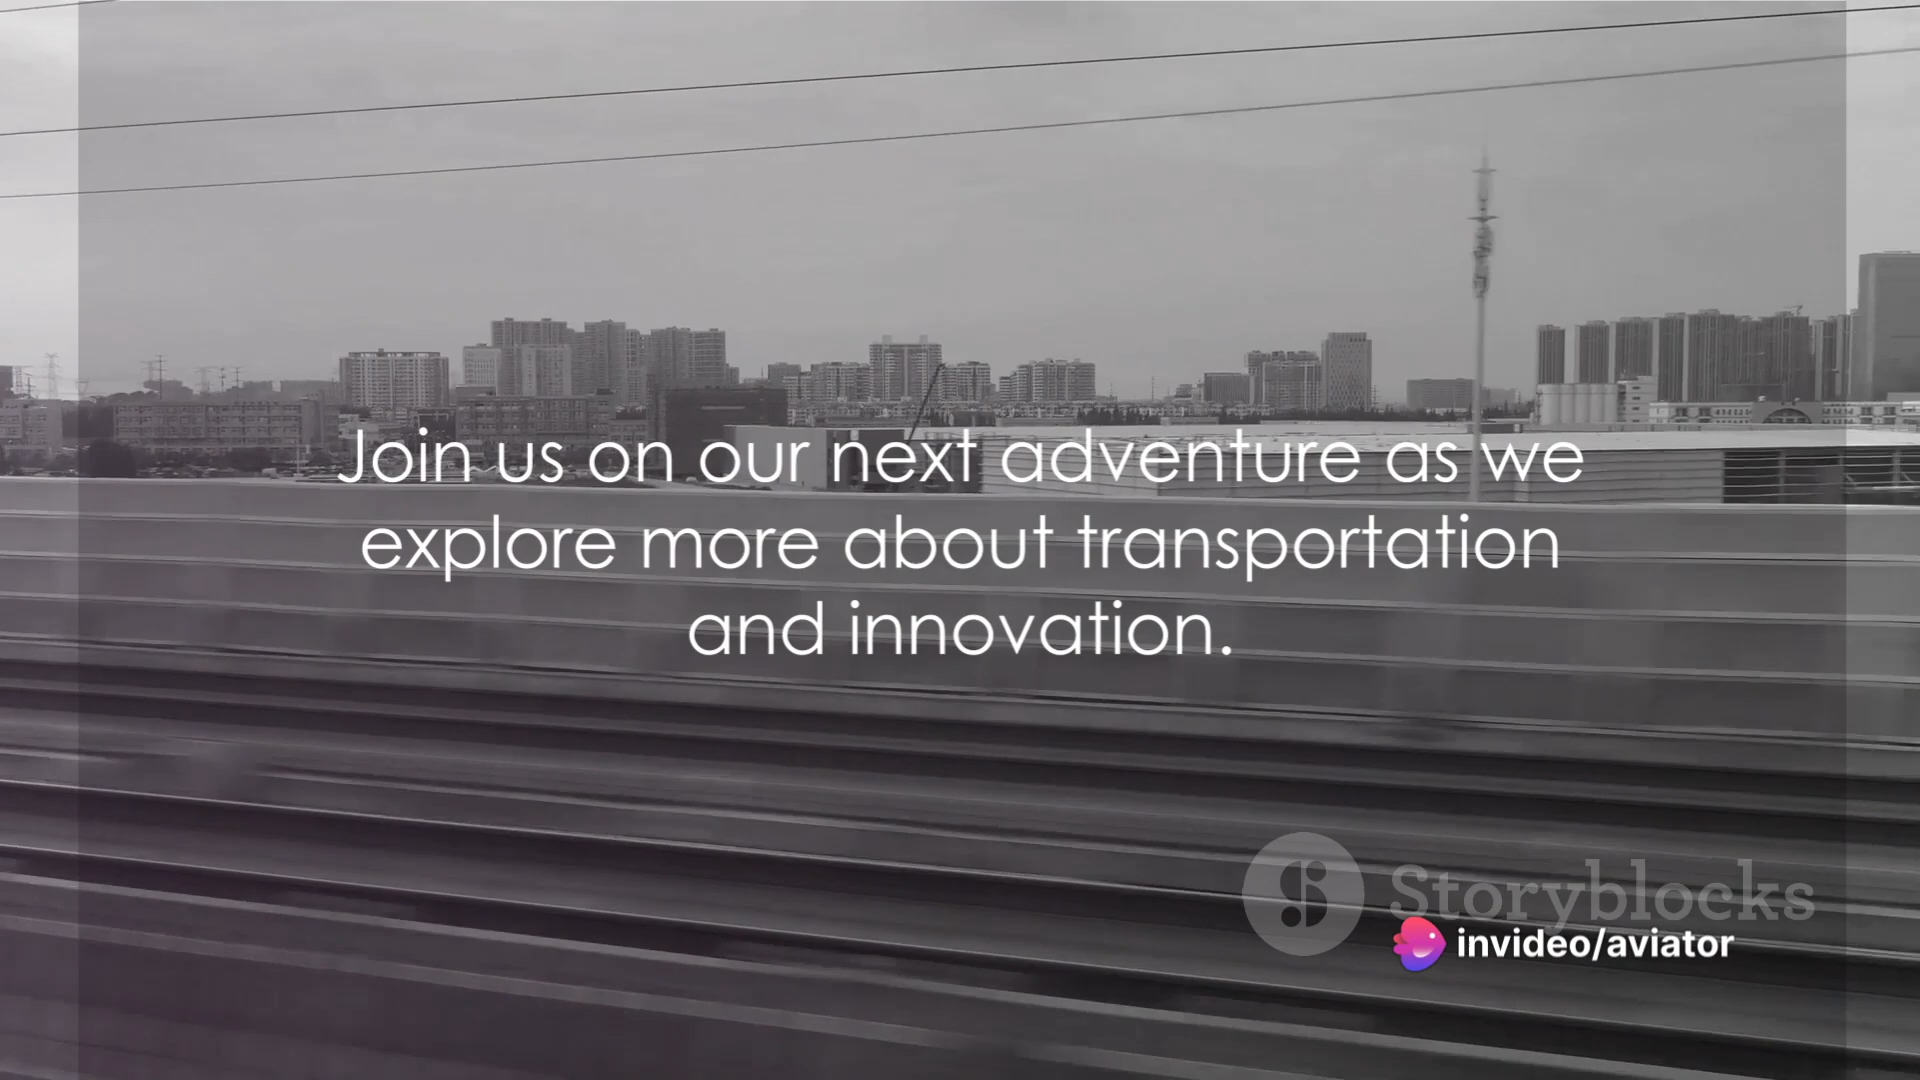 Join us on our next adventure as we
explore more about transportation
and innovation.
Storyblocks
invideo/aviator